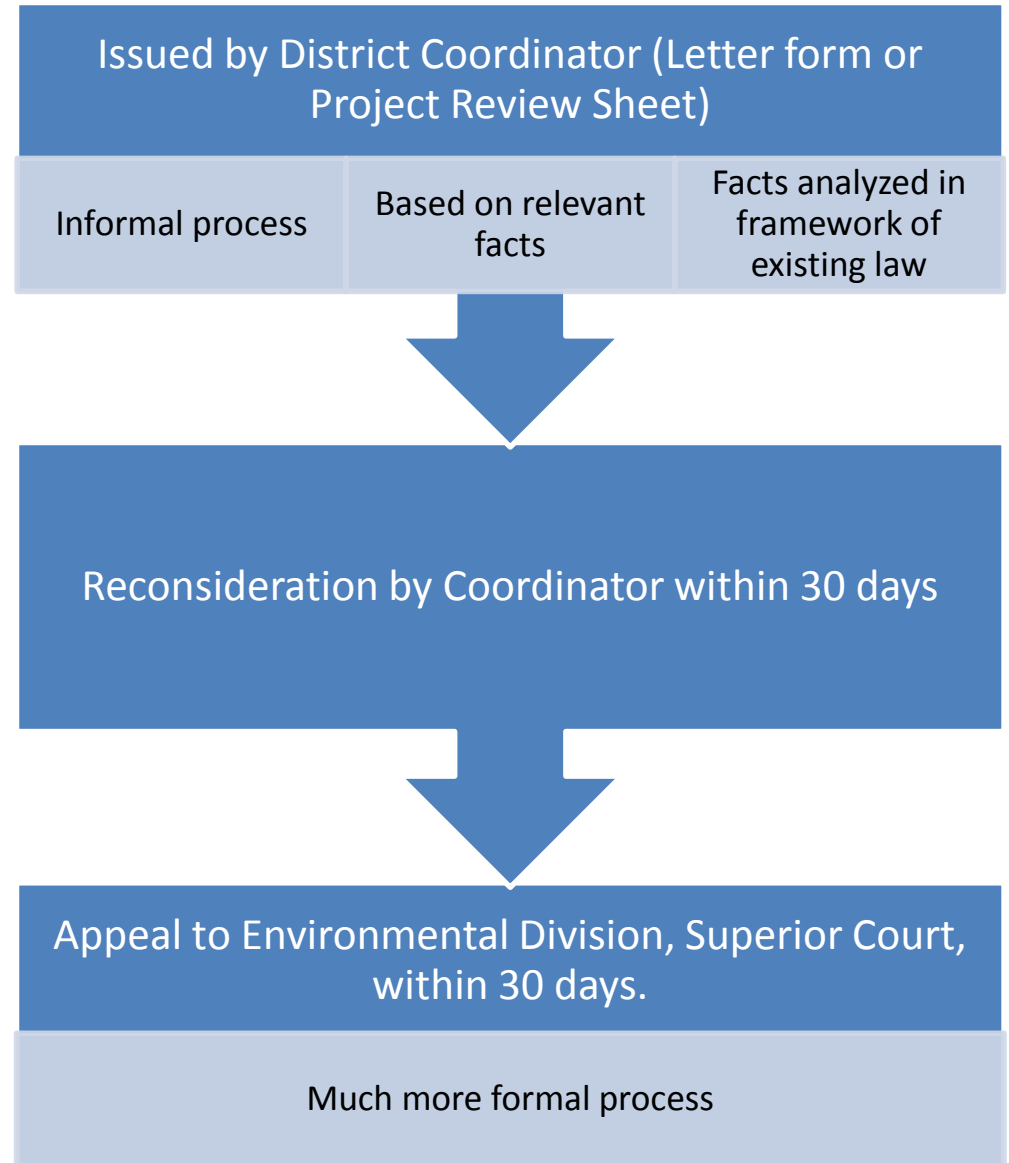 Issued by District Coordinator (Letter form or
Project Review Sheet)
Informal process
Based on relevant
facts
Facts analyzed in
framework of
existing law
Reconsideration by Coordinator within 30 days
Appeal to Environmental Division, Superior Court,
within 30 days.
Much more formal process